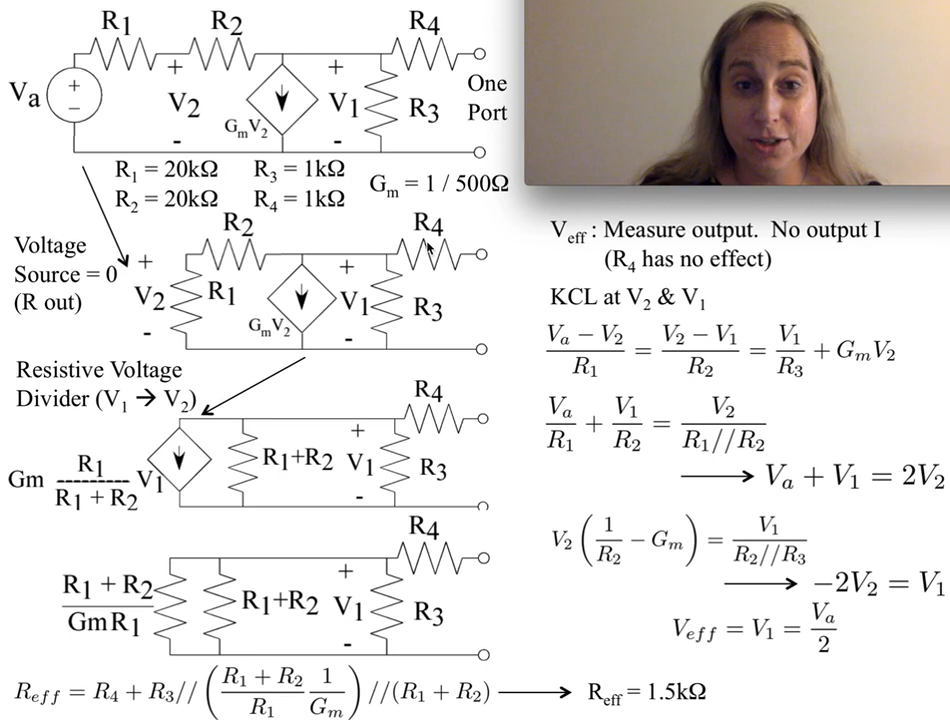 R1 R2 R4
Va + − + V2 - GmV2 + V1 - R3 One Port
R1 = 20kΩ R3 = 1kΩ
R2 = 20kΩ R4 = 1kΩ
Gm = 1 / 500Ω
Voltage
Source = 0
(R out)
+ V2 - R1 R2 GmV2 + V1 - R3 R4
Resistive Voltage
Divider (V1 → V2)
Gm R1 / R1 + R2 V1 R1+R2 + V1 - R3 R4
R1 + R2 / GmR1 R1+R2 + V1 - R3 R4
Reff = R4 + R3//(R1 + R2 / R1 1 / Gm)//(R1 + R2) → Reff = 1.5kΩ
Veff : Measure output. No output I
(R4 has no effect)
KCL at V2 & V1
Va − V2 / R1 = V2 − V1 / R2 = V1 / R3 + GmV2
Va / R1 + V1 / R2 = V2 / R1//R2
→ Va + V1 = 2V2
V2 (1 / R2 − Gm) = V1 / R2//R3
→ −2V2 = V1
Veff = V1 = Va / 2